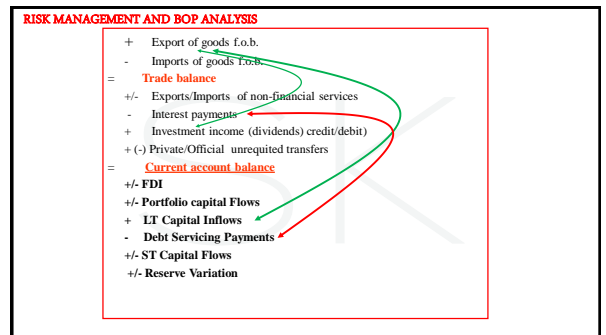 RISK MANAGEMENT AND BOP ANALYSIS
+ Export of goods f.o.b.
- Imports of goods f.o.b.
= Trade balance
+/- Exports/Imports of non-financial services
- Interest payments
+ Investment income (dividends) credit/debit)
+ (-) Private/Official unrequited transfers
= Current account balance
+/- FDI
+/- Portfolio capital Flows
+ LT Capital Inflows
- Debt Servicing Payments
+/- ST Capital Flows
+/- Reserve Variation
SK